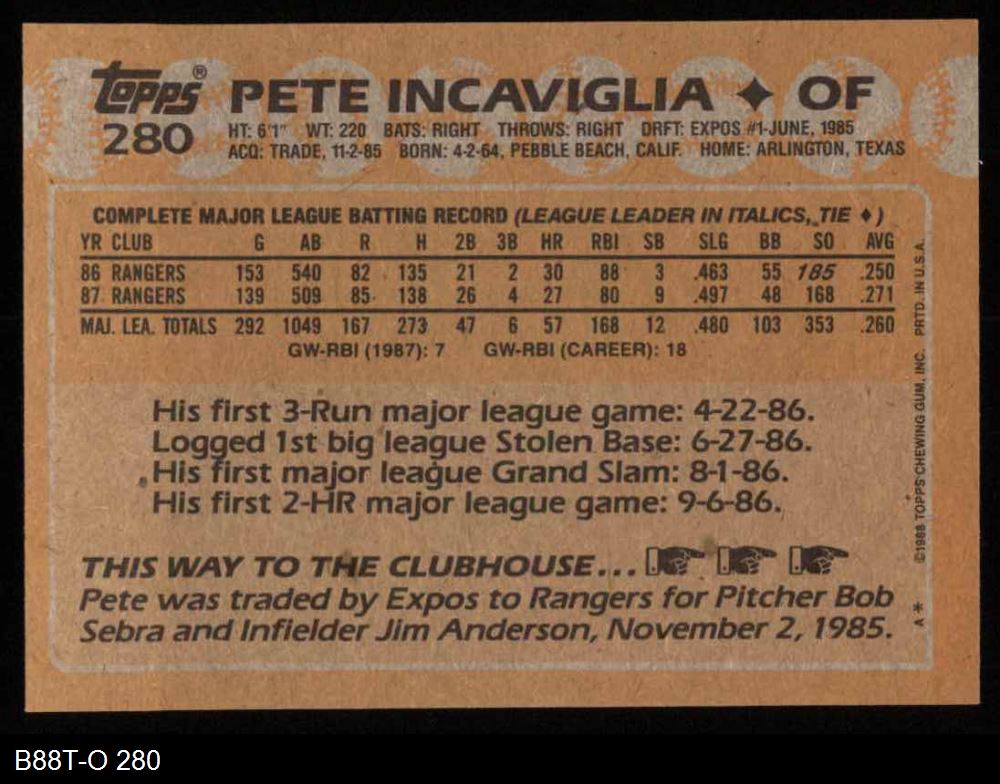 Topps® PETE INCAVIGLIA ♦ OF
280 HT: 6'1" WT: 220 BATS: RIGHT THROWS: RIGHT DRFT: EXPOS #1-JUNE, 1985
ACQ: TRADE, 11-2-85 BORN: 4-2-64, PEBBLE BEACH, CALIF. HOME: ARLINGTON, TEXAS
COMPLETE MAJOR LEAGUE BATTING RECORD (LEAGUE LEADER IN ITALICS, TIE ♦)
YR CLUB G AB R H 2B 3B HR RBI SB SLG BB SO AVG
86 RANGERS 153 540 82 135 21 2 30 88 3 .463 55 185 .250
87 RANGERS 139 509 85 138 26 4 27 80 9 .497 48 168 .271
MAJ. LEA. TOTALS 292 1049 167 273 47 6 57 168 12 .480 103 353 .260
GW-RBI (1987): 7 GW-RBI (CAREER): 18
His first 3-Run major league game: 4-22-86.
Logged 1st big league Stolen Base: 6-27-86.
His first major league Grand Slam: 8-1-86.
His first 2-HR major league game: 9-6-86.
THIS WAY TO THE CLUBHOUSE...
Pete was traded by Expos to Rangers for Pitcher Bob
Sebra and Infielder Jim Anderson, November 2, 1985.
A* ©1988 TOPPS CHEWING GUM, INC. PRTD. IN U.S.A.
B88T-O 280